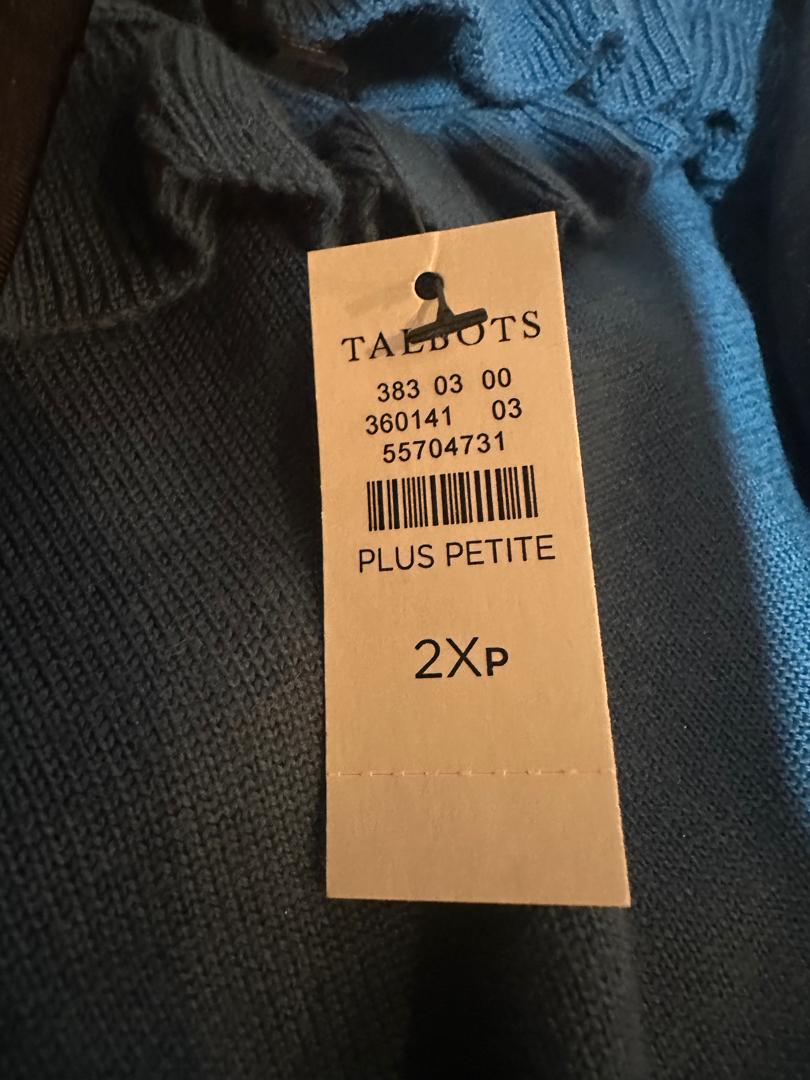 TALBOTS
383 03 00
360141 03
55704731
PLUS PETITE
2XP